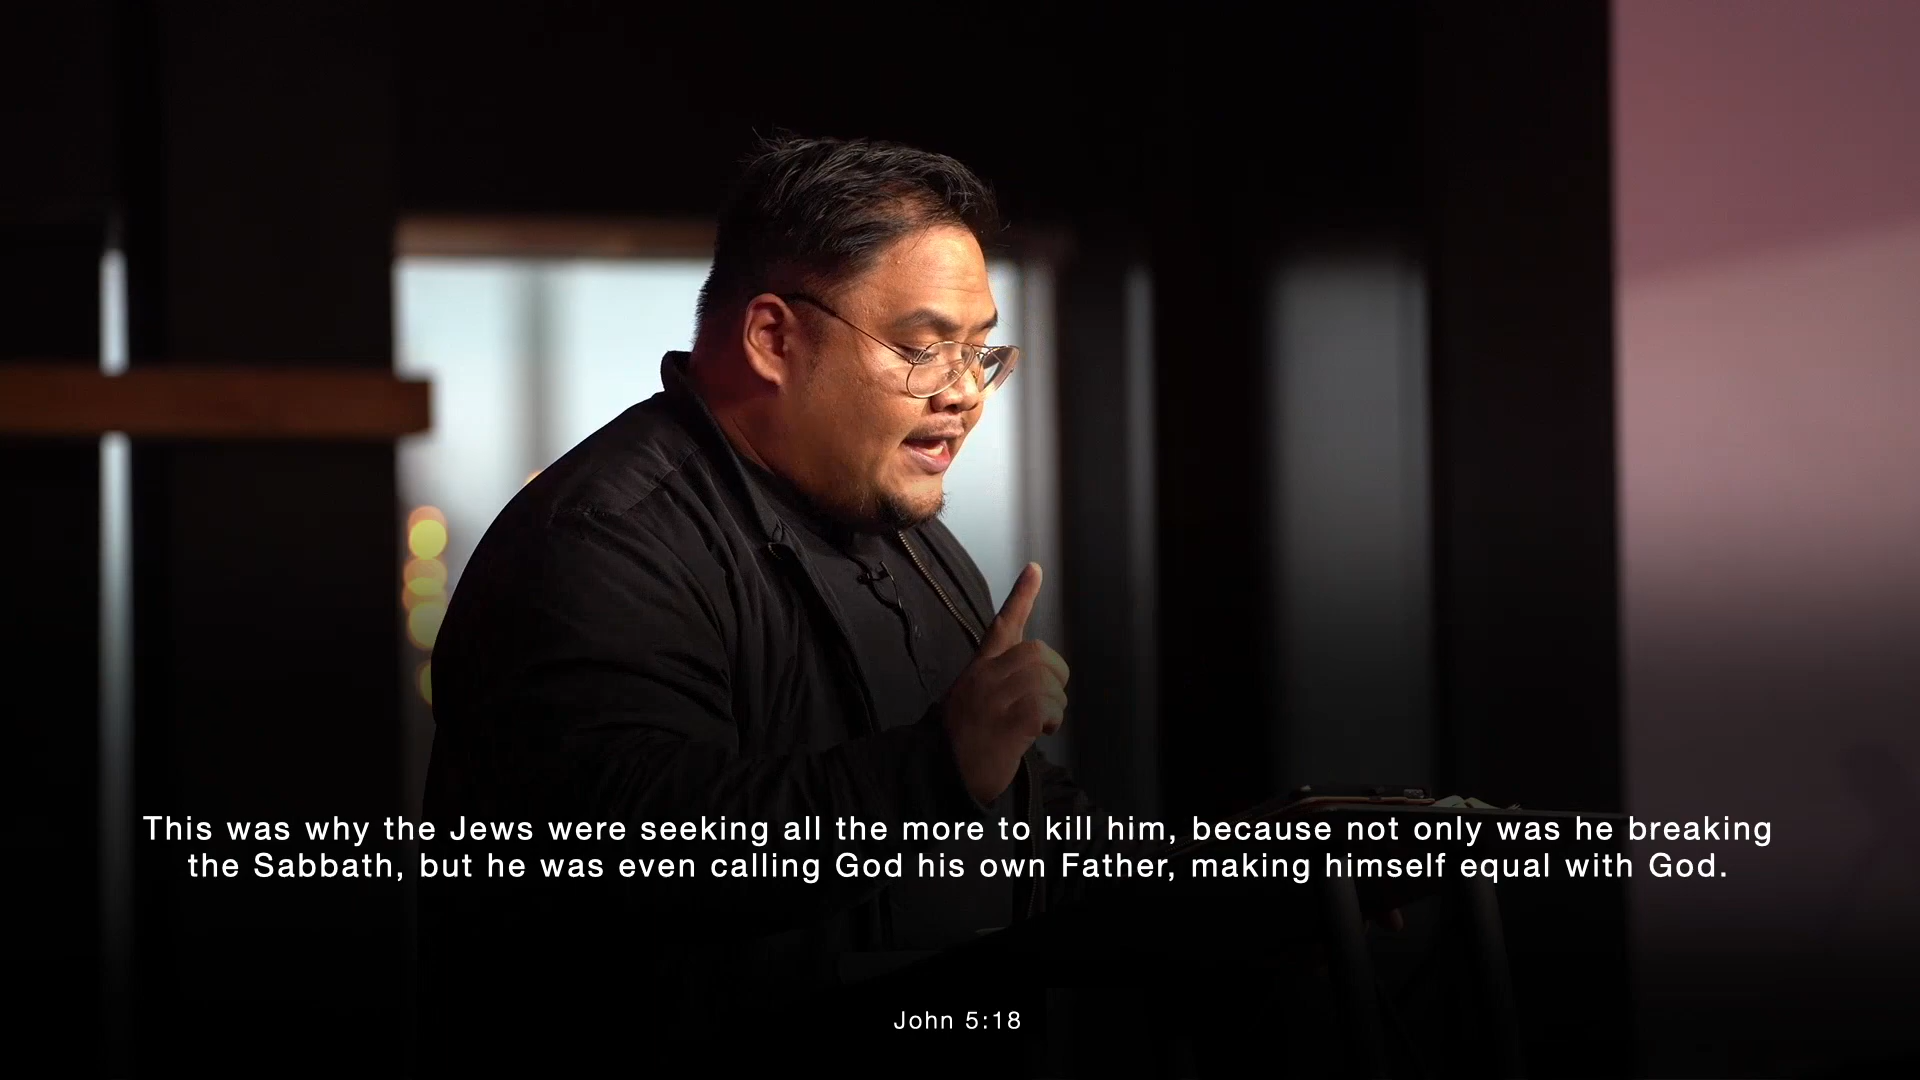 This was why the Jews were seeking all the more to kill him, because not only was he breaking
the Sabbath, but he was even calling God his own Father, making himself equal with God.
John 5:18